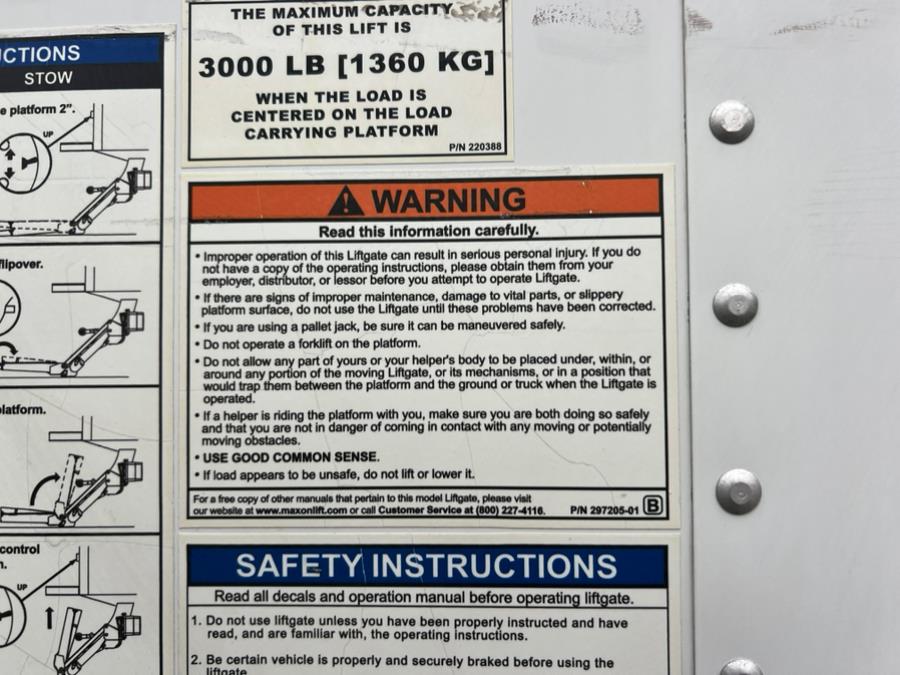 CTIONS
STOW
e platform 2".
UP
flipover.
latform.
control
n.
UP
THE MAXIMUM CAPACITY
OF THIS LIFT IS
3000 LB [1360 KG]
WHEN THE LOAD IS
CENTERED ON THE LOAD
CARRYING PLATFORM
P/N 220388
WARNING
Read this information carefully.
• Improper operation of this Liftgate can result in serious personal injury. If you do
not have a copy of the operating instructions, please obtain them from your
employer, distributor, or lessor before you attempt to operate Liftgate.
• If there are signs of improper maintenance, damage to vital parts, or slippery
platform surface, do not use the Liftgate until these problems have been corrected.
• If you are using a pallet jack, be sure it can be maneuvered safely.
• Do not operate a forklift on the platform.
• Do not allow any part of yours or your helper's body to be placed under, within, or
around any portion of the moving Liftgate, or its mechanisms, or in a position that
would trap them between the platform and the ground or truck when the Liftgate is
operated.
• If a helper is riding the platform with you, make sure you are both doing so safely
and that you are not in danger of coming in contact with any moving or potentially
moving obstacles.
• USE GOOD COMMON SENSE.
• If load appears to be unsafe, do not lift or lower it.
For a free copy of other manuals that pertain to this model Liftgate, please visit
our website at www.maxonlift.com or call Customer Service at (800) 227-4116. P/N 297205-01 B
SAFETY INSTRUCTIONS
Read all decals and operation manual before operating liftgate.
1. Do not use liftgate unless you have been properly instructed and have
read, and are familiar with, the operating instructions.
2. Be certain vehicle is properly and securely braked before using the
liftgate